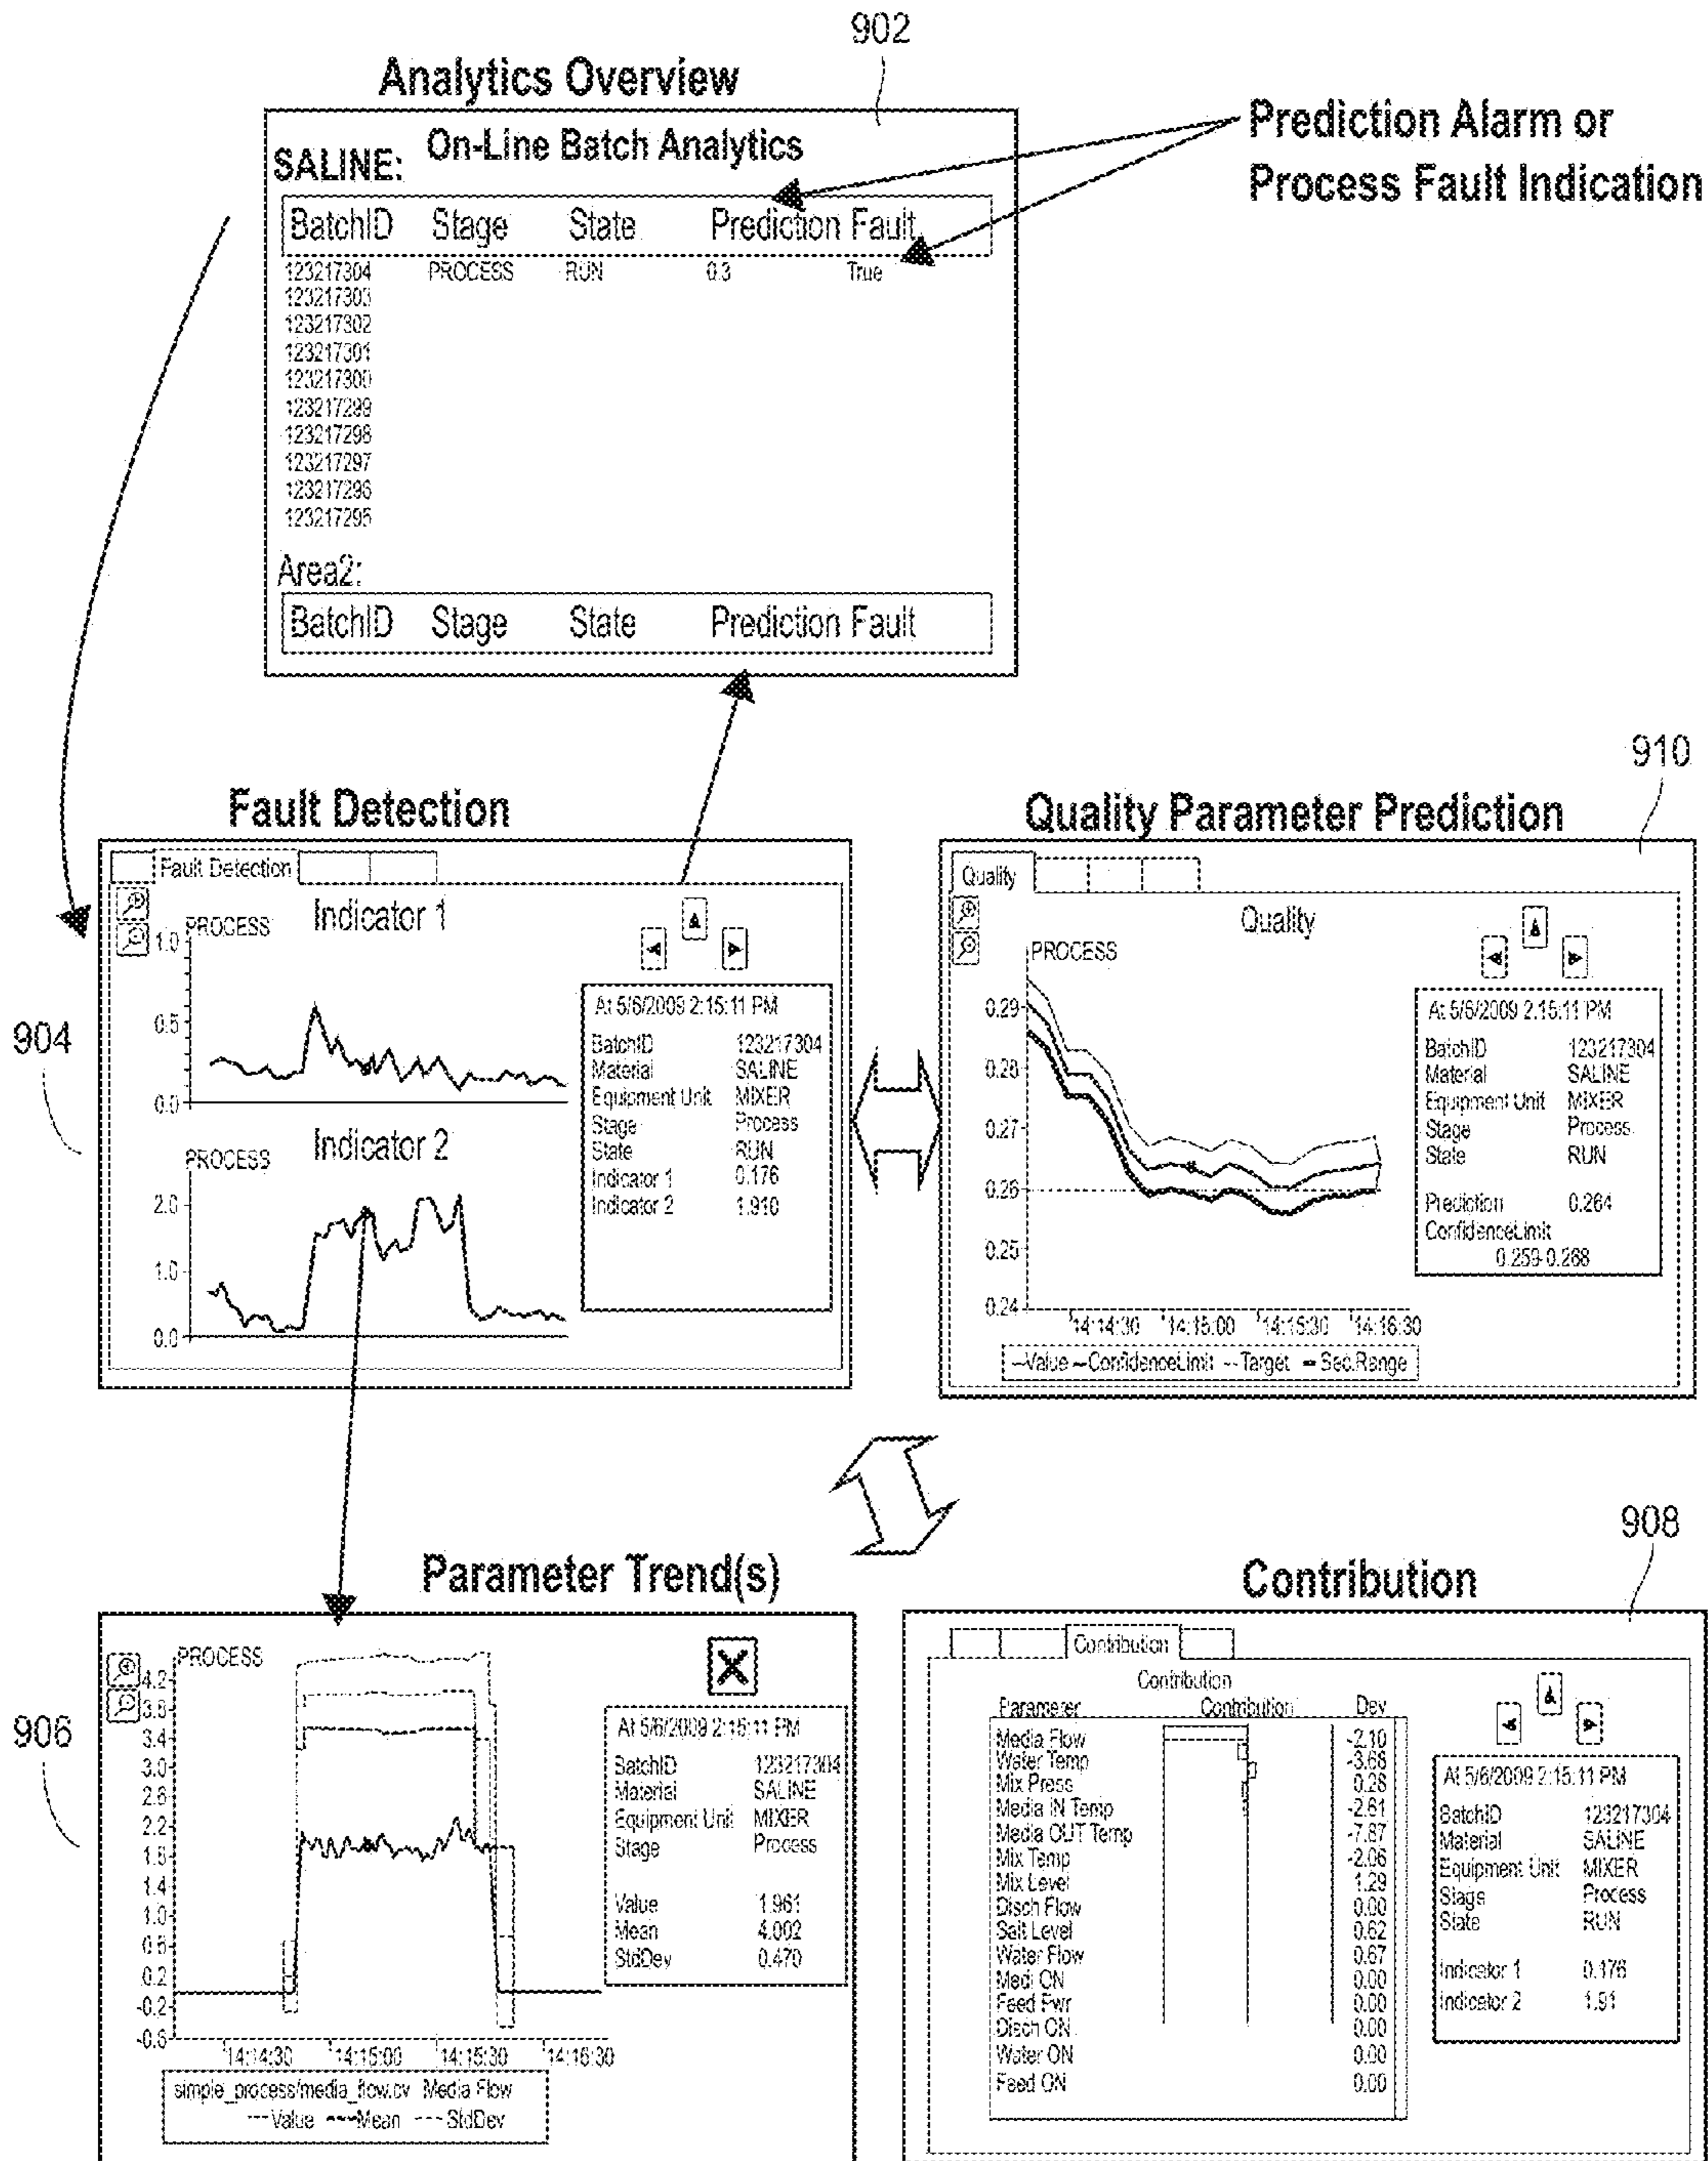 902
Analytics Overview
Prediction Alarm or
Process Fault Indication
On-Line Batch Analytics
SALINE:
BatchID Stage State Prediction Fault
123217304 PROCESS RUN 0.3 True
123217303
123217302
123217301
123217300
123217299
123217298
123217297
123217296
123217295
Area2:
BatchID Stage State Prediction Fault
Fault Detection
904
Fault Detection
PROCESS Indicator 1
1.0
0.5
0.0
PROCESS Indicator 2
2.0
1.0
0.0
At 5/6/2009 2:15:11 PM
BatchID 123217304
Material SALINE
Equipment Unit MIXER
Stage Process
State RUN
Indicator 1 0.176
Indicator 2 1.910
910
Quality Parameter Prediction
Quality
Quality
PROCESS
0.29
0.28
0.27
0.26
0.25
0.24
14:14:30 14:15:00 14:15:30 14:16:30
Value ConfidenceLimit Target Sec.Range
At 5/6/2009 2:15:11 PM
BatchID 123217304
Material SALINE
Equipment Unit MIXER
Stage Process
State RUN
Prediction 0.264
ConfidenceLimit
0.259-0.268
Parameter Trend(s)
906
PROCESS
4.2
3.8
3.4
3.0
2.6
2.2
1.8
1.4
1.0
0.6
0.2
-0.2
-0.6
14:14:30 14:15:00 14:15:30 14:16:30
simple_process/media_flow.cv Media Flow
Value Mean StdDev
X
At 5/6/2009 2:15:11 PM
BatchID 123217304
Material SALINE
Equipment Unit MIXER
Stage Process
Value 1.961
Mean 4.002
StdDev 0.470
908
Contribution
Contribution
Contribution
Parameter Contribution Dev
Media Flow -2.10
Water Temp -3.68
Mix Press 0.28
Media IN Temp -2.61
Media OUT Temp -7.87
Mix Temp -2.06
Mix Level 1.29
Disch Flow 0.00
Salt Level 0.62
Water Flow 0.67
Medi ON 0.00
Feed Pwr 0.00
Disch ON 0.00
Water ON 0.00
Feed ON 0.00
At 5/6/2009 2:15:11 PM
BatchID 123217304
Material SALINE
Equipment Unit MIXER
Stage Process
State RUN
Indicator 1 0.176
Indicator 2 1.91